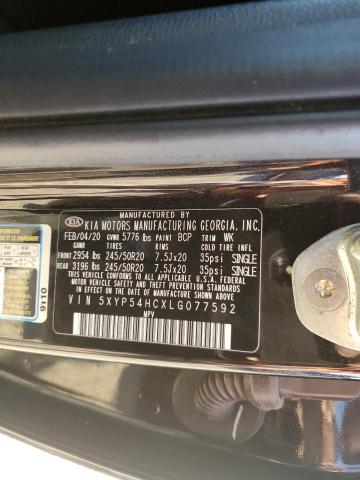 MANUFACTURED BY
KIA KIA MOTORS MANUFACTURING GEORGIA, INC.
FEB/04/20 GVWR 5776 lbs PAINT BCP TRIM WK
GAWR TIRES RIMS COLD TIRE INFL.
FRONT 2954 lbs 245/50R20 7.5Jx20 35psi SINGLE
REAR 3196 lbs 245/50R20 7.5Jx20 35psi SINGLE
THIS VEHICLE CONFORMS TO ALL APPLICABLE U.S.A. FEDERAL
MOTOR VEHICLE SAFETY BUMPER AND THEFT PREVENTION
STANDARDS IN EFFECT ON THE DATE OF MANUFACTURE
SHOWN ABOVE.
VIN 5XYP54HCXLG077592
MPV
9110